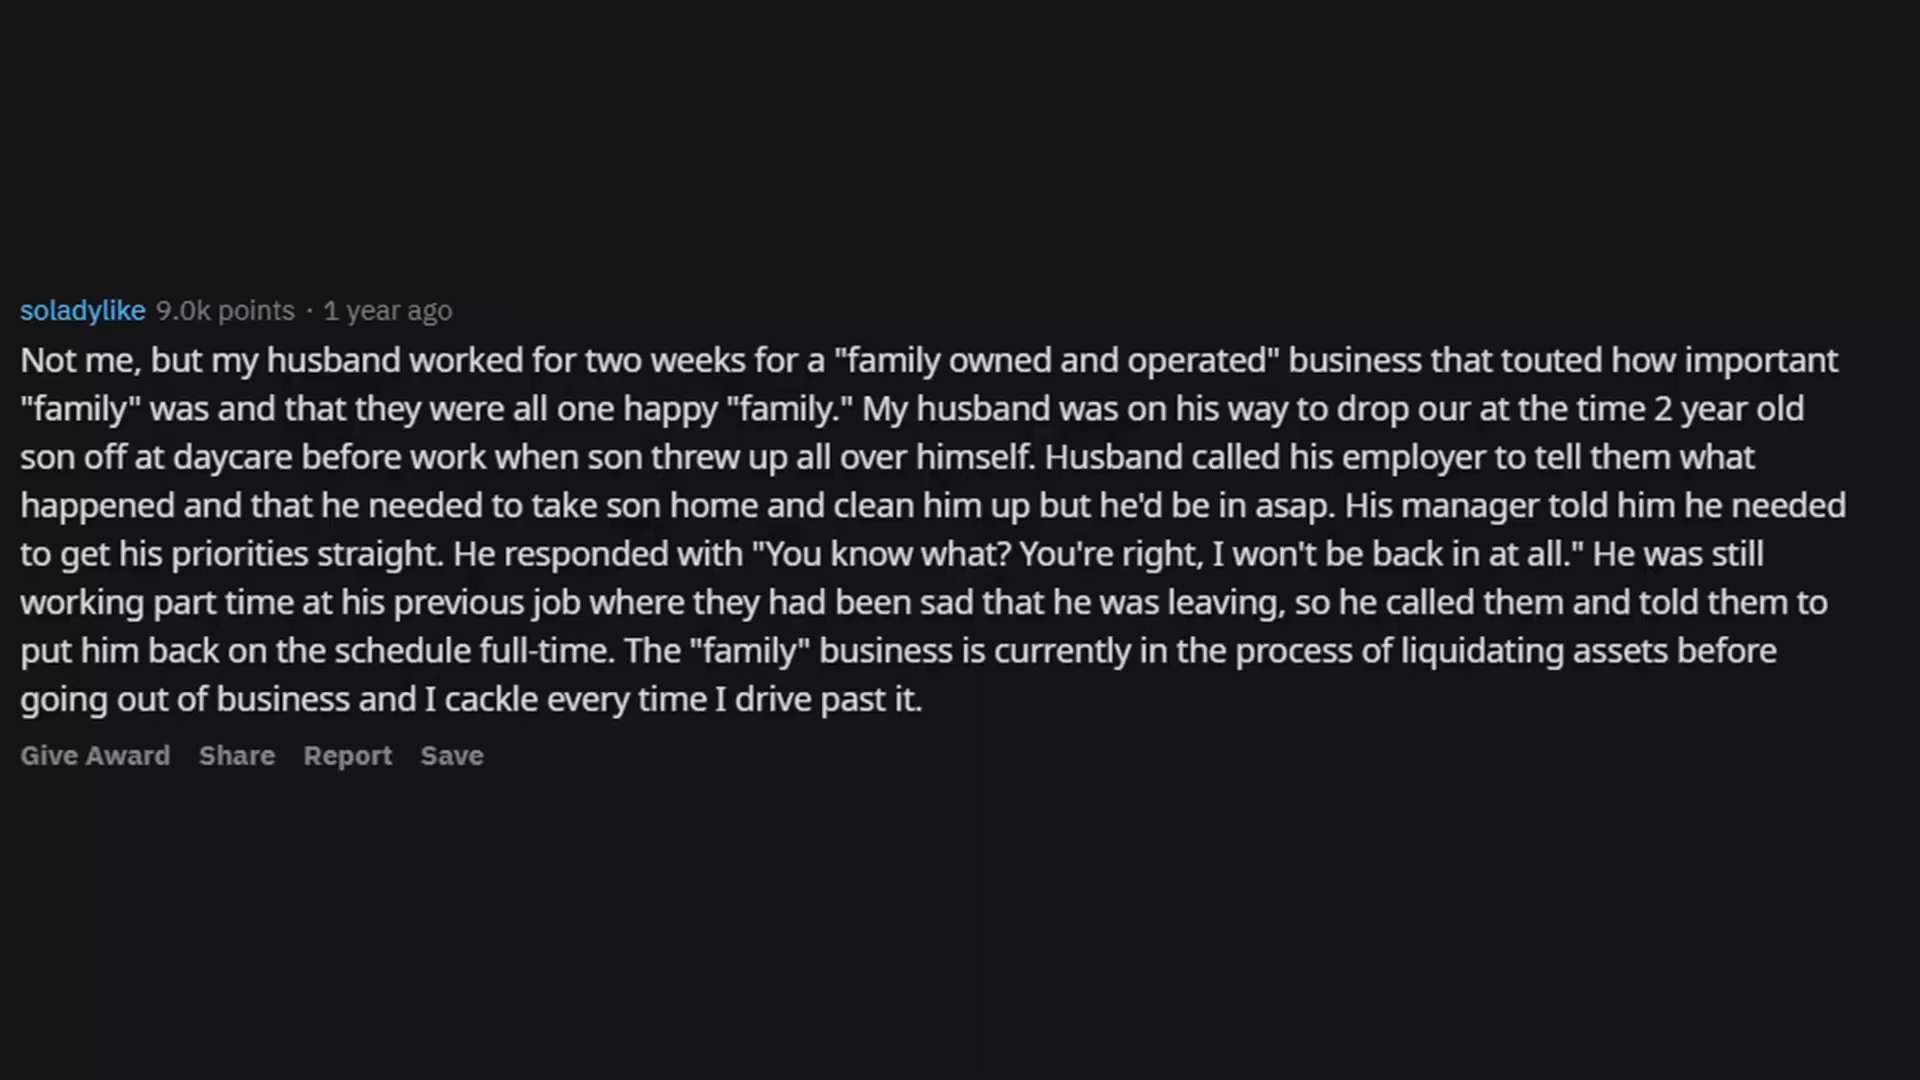 soladylike 9.0k points · 1 year ago
Not me, but my husband worked for two weeks for a "family owned and operated" business that touted how important
"family" was and that they were all one happy "family." My husband was on his way to drop our at the time 2 year old
son off at daycare before work when son threw up all over himself. Husband called his employer to tell them what
happened and that he needed to take son home and clean him up but he'd be in asap. His manager told him he needed
to get his priorities straight. He responded with "You know what? You're right, I won't be back in at all." He was still
working part time at his previous job where they had been sad that he was leaving, so he called them and told them to
put him back on the schedule full-time. The "family" business is currently in the process of liquidating assets before
going out of business and I cackle every time I drive past it.
Give Award Share Report Save